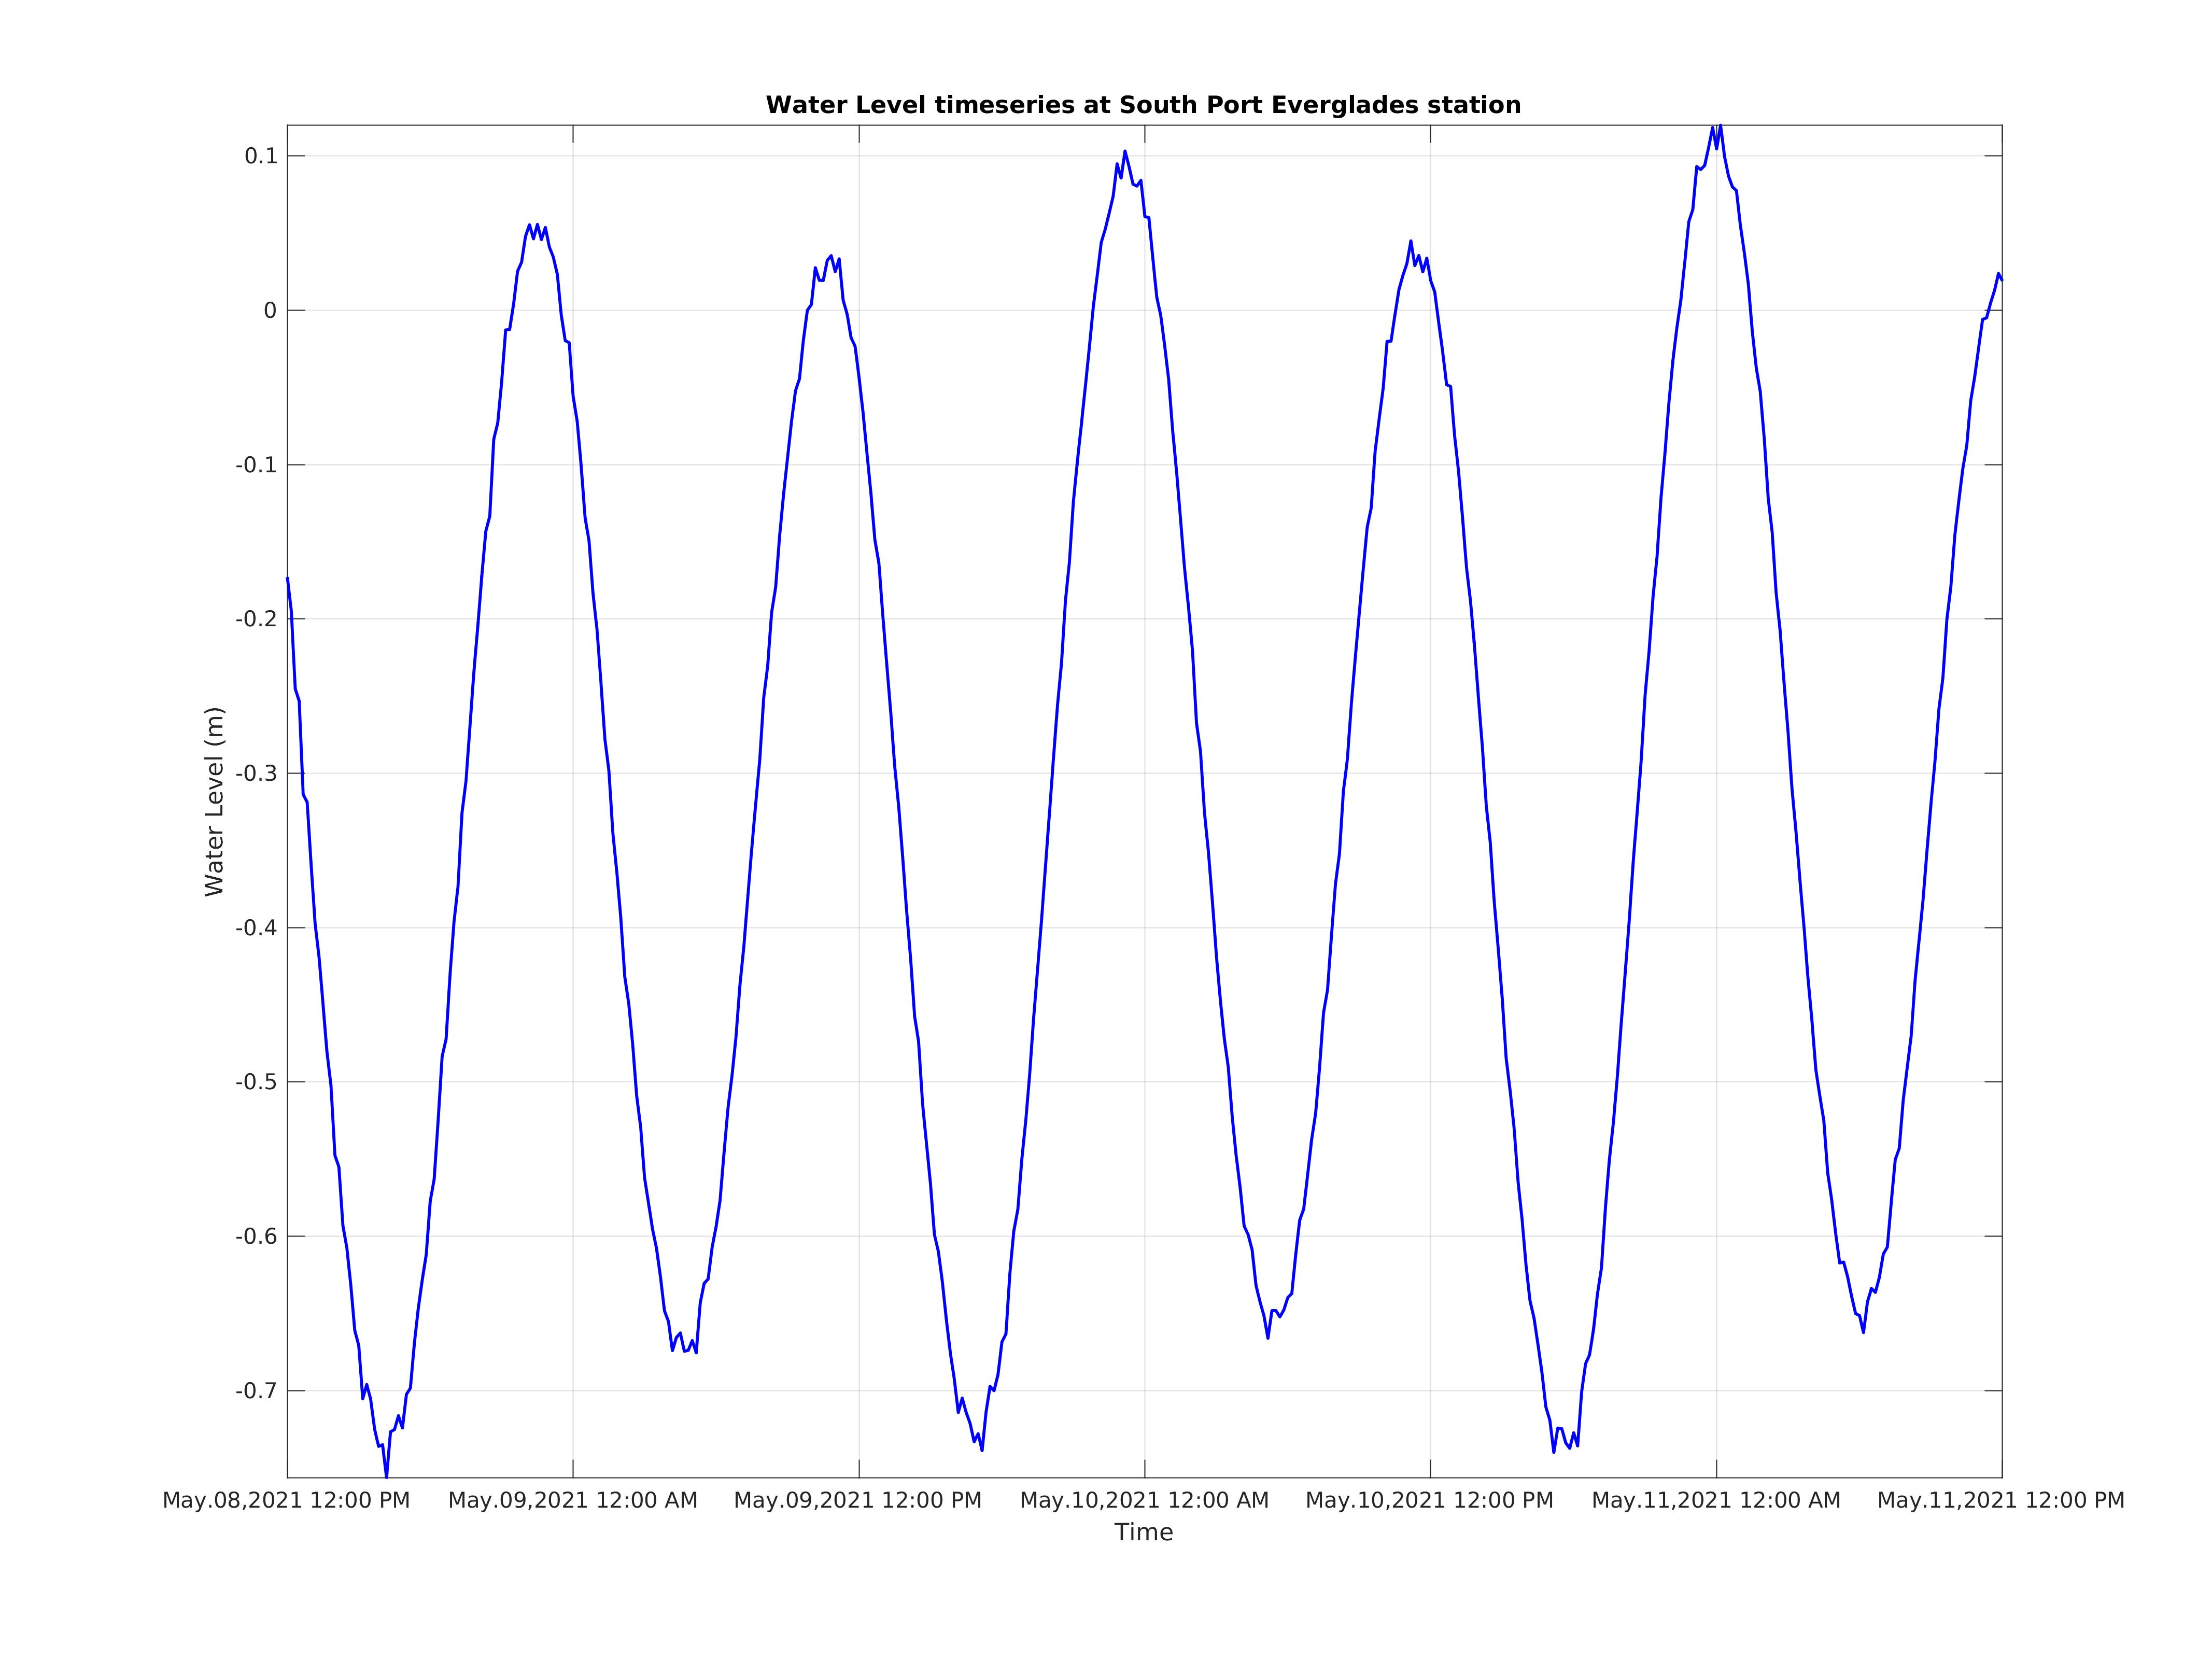 Water Level timeseries at South Port Everglades station
0.1
0
-0.1
-0.2
-0.3
-0.4
-0.5
-0.6
-0.7
Water Level (m)
May.08,2021 12:00 PM May.09,2021 12:00 AM May.09,2021 12:00 PM May.10,2021 12:00 AM May.10,2021 12:00 PM May.11,2021 12:00 AM May.11,2021 12:00 PM
Time